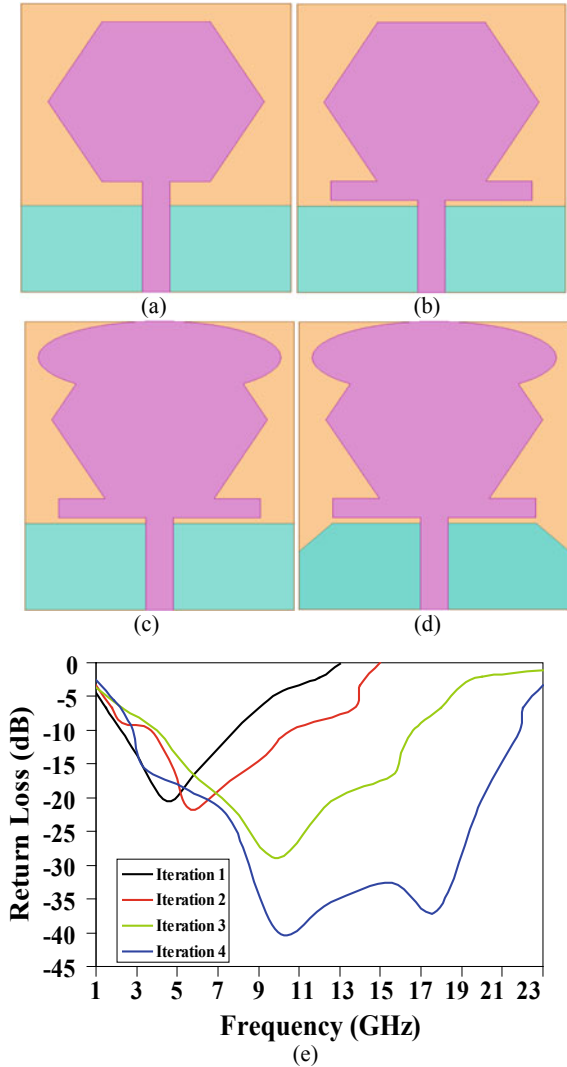 (a) (b)
(c) (d)
0
-5
-10
-15
-20
-25
-30
-35
-40
-45
Return Loss (dB)
Iteration 1
Iteration 2
Iteration 3
Iteration 4
1 3 5 7 9 11 13 15 17 19 21 23
Frequency (GHz)
(e)